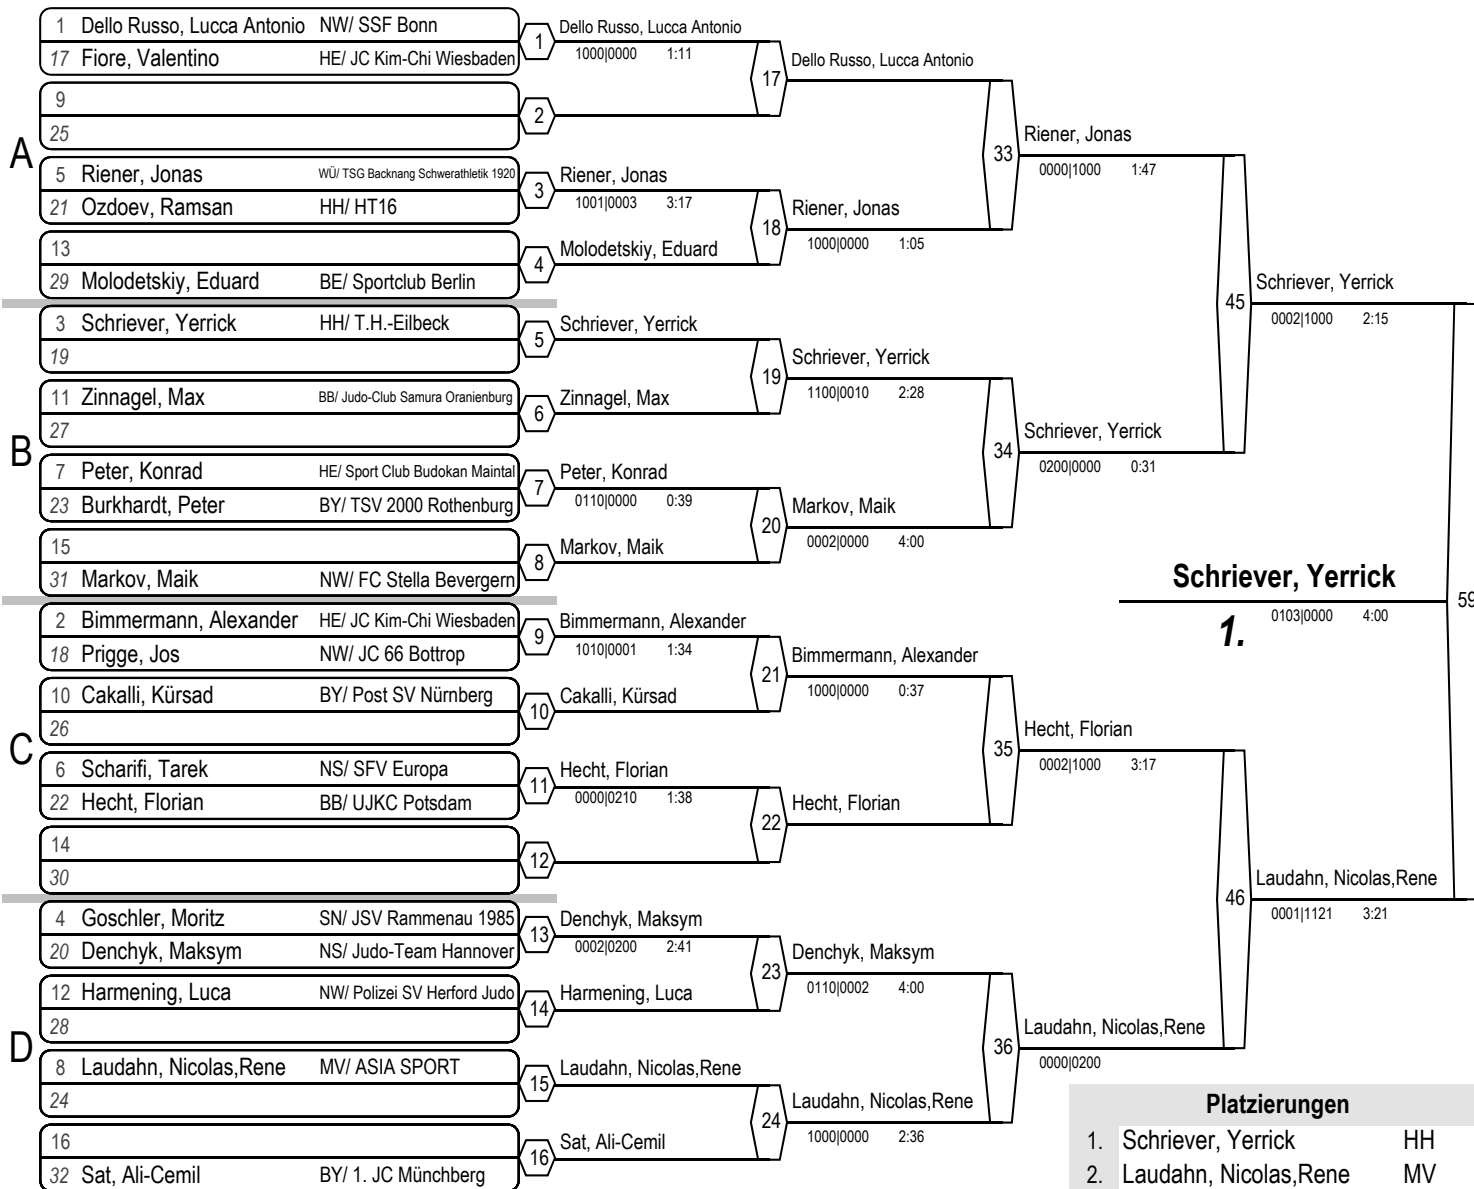 1 Dello Russo, Lucca Antonio NW/ SSF Bonn
17 Fiore, Valentino HE/ JC Kim-Chi Wiesbaden
9
25
A
5 Riener, Jonas WÜ/ TSG Backnang Schwerathletik 1920
21 Ozdoev, Ramsan HH/ HT16
13
29 Molodetskiy, Eduard BE/ Sportclub Berlin
3 Schriever, Yerrick HH/ T.H.-Eilbeck
19
11 Zinnagel, Max BB/ Judo-Club Samura Oranienburg
27
B
7 Peter, Konrad HE/ Sport Club Budokan Maintal
23 Burkhardt, Peter BY/ TSV 2000 Rothenburg
15
31 Markov, Maik NW/ FC Stella Bevergern
2 Bimmermann, Alexander HE/ JC Kim-Chi Wiesbaden
18 Prigge, Jos NW/ JC 66 Bottrop
10 Cakalli, Kürsad BY/ Post SV Nürnberg
26
C
6 Scharifi, Tarek NS/ SFV Europa
22 Hecht, Florian BB/ UJKC Potsdam
14
30
4 Goschler, Moritz SN/ JSV Rammenau 1985
20 Denchyk, Maksym NS/ Judo-Team Hannover
12 Harmening, Luca NW/ Polizei SV Herford Judo
28
D
8 Laudahn, Nicolas,Rene MV/ ASIA SPORT
24
16
32 Sat, Ali-Cemil BY/ 1. JC Münchberg
1 Dello Russo, Lucca Antonio
1000|0000 1:11
2
3 Riener, Jonas
1001|0003 3:17
4 Molodetskiy, Eduard
5 Schriever, Yerrick
6 Zinnagel, Max
7 Peter, Konrad
0110|0000 0:39
8 Markov, Maik
9 Bimmermann, Alexander
1010|0001 1:34
10 Cakalli, Kürsad
11 Hecht, Florian
0000|0210 1:38
12
13 Denchyk, Maksym
0002|0200 2:41
14 Harmening, Luca
15 Laudahn, Nicolas,Rene
16 Sat, Ali-Cemil
17 Dello Russo, Lucca Antonio
18 Riener, Jonas
1000|0000 1:05
19 Schriever, Yerrick
1100|0010 2:28
20 Markov, Maik
0002|0000 4:00
21 Bimmermann, Alexander
1000|0000 0:37
22 Hecht, Florian
23 Denchyk, Maksym
0110|0002 4:00
24 Laudahn, Nicolas,Rene
1000|0000 2:36
33 Riener, Jonas
0000|1000 1:47
34 Schriever, Yerrick
0200|0000 0:31
35 Hecht, Florian
0002|1000 3:17
36 Laudahn, Nicolas,Rene
0000|0200
45 Schriever, Yerrick
0002|1000 2:15
46 Laudahn, Nicolas,Rene
0001|1121 3:21
Schriever, Yerrick
59
0103|0000 4:00
1.
Platzierungen
1. Schriever, Yerrick HH
2. Laudahn, Nicolas,Rene MV